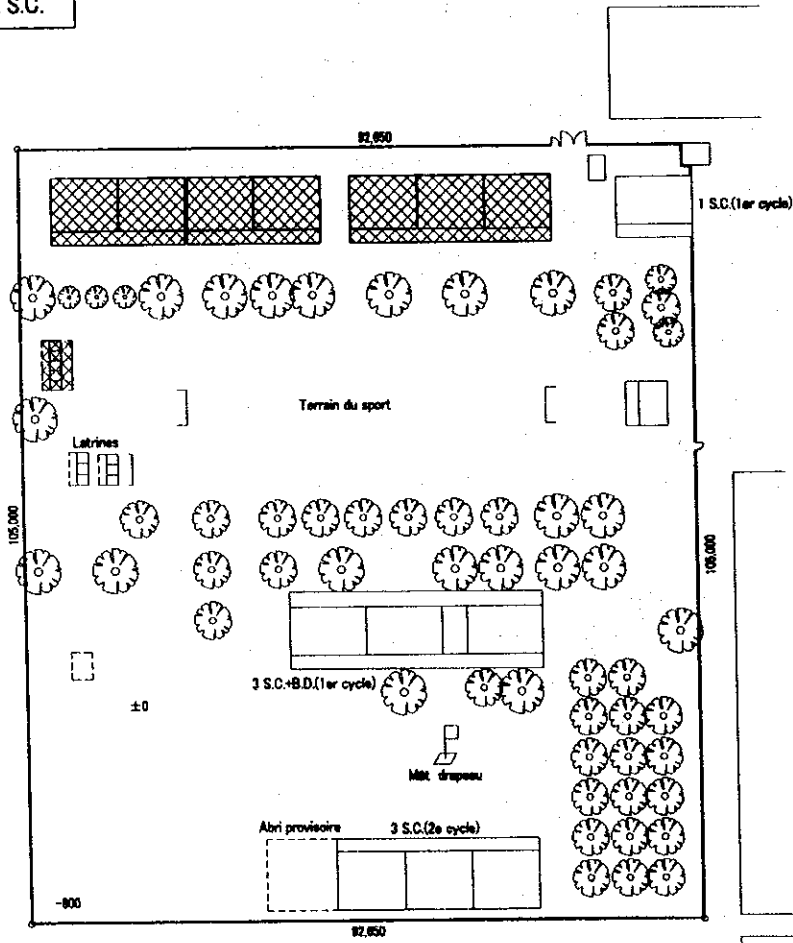 S.C.
92,650
1 S.C.(1er cycle)
Terrain du sport
Latrines
105,000
105,000
3 S.C.+B.D.(1er cycle)
±0
Mât drapeau
Abri provisoire
3 S.C.(2e cycle)
-800
92,650